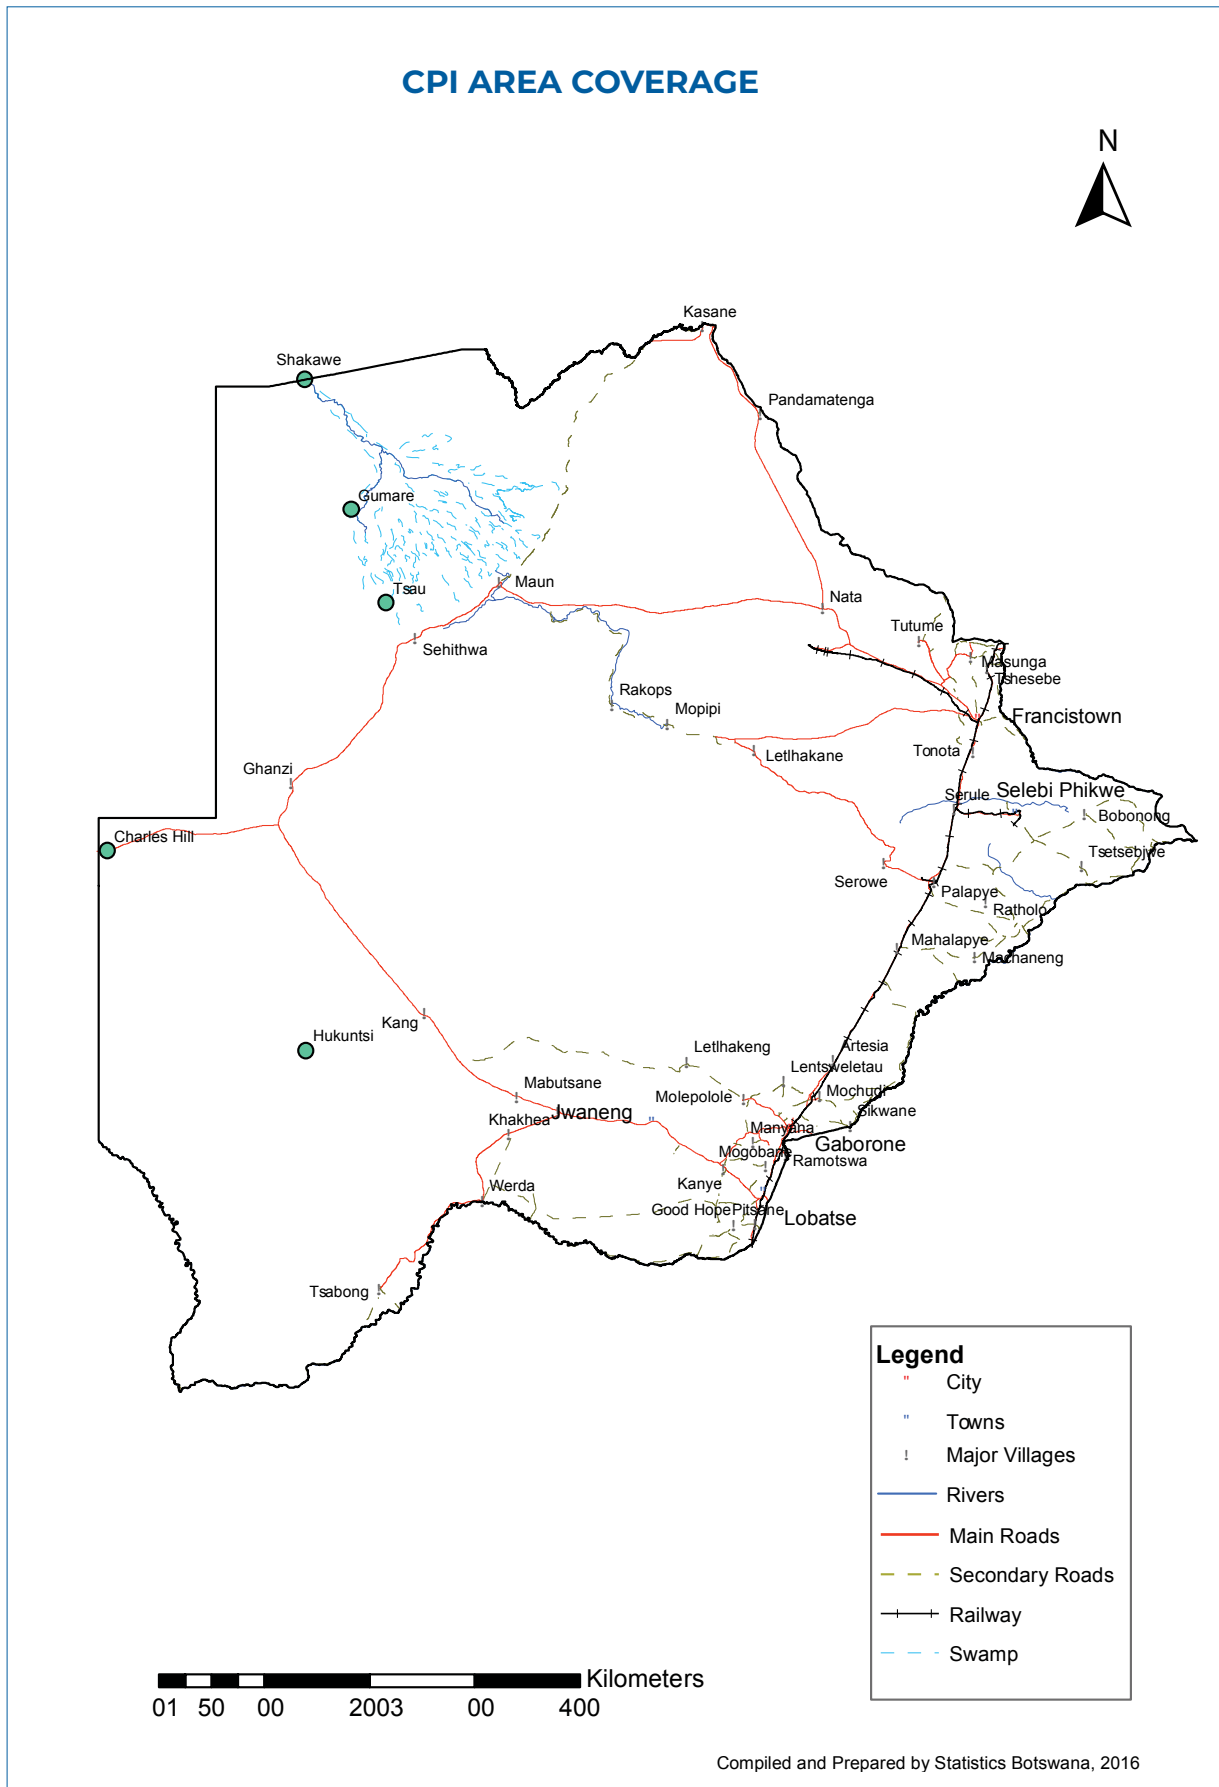 CPI AREA COVERAGE
N
Kasane
Shakawe
Pandamatenga
Gumare
Maun
Tsau
Nata
Tutume
Sehithwa
Masunga
Tshesebe
Rakops
Mopipi
Francistown
Tonota
Letlhakane
Ghanzi
Serule
Selebi Phikwe
Bobonong
Charles Hill
Tsetsebjwe
Serowe
Palapye
Ratholo
Mahalapye
Machaneng
Kang
Hukuntsi
Artesia
Letlhakeng
Lentsweletau
Mabutsane
Molepolole
Mochudi
Jwaneng
Sikwane
Khakhea
Manyana
Gaborone
Mogobane
Ramotswa
Kanye
Werda
Good Hope
Pitsane
Lobatse
Tsabong
Legend
City
Towns
Major Villages
Rivers
Main Roads
Secondary Roads
Railway
Swamp
Kilometers
01 50 00 2003 00 400
Compiled and Prepared by Statistics Botswana, 2016